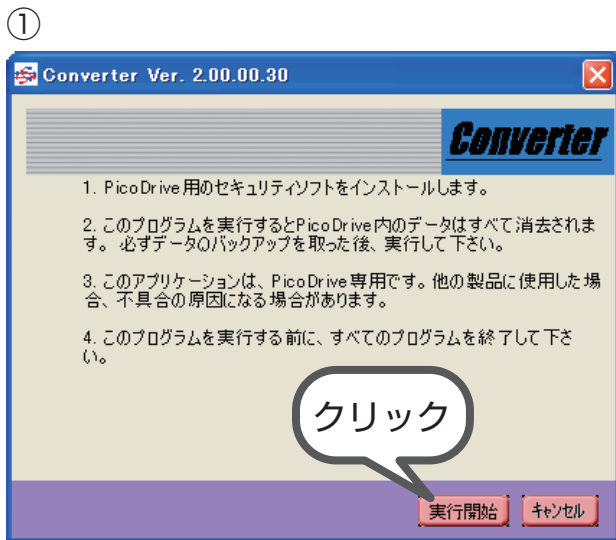 ①
Converter Ver. 2.00.00.30
Converter
1. PicoDrive用のセキュリティソフトをインストールします。
2. このプログラムを実行するとPicoDrive内のデータはすべて消去されま
す。 必ずデータのバックアップを取った後、実行して下さい。
3. このアプリケーションは、PicoDrive専用です。他の製品に使用した場
合、不具合の原因になる場合があります。
4. このプログラムを実行する前に、すべてのプログラムを終了して下さ
い。
クリック
実行開始
キャンセル